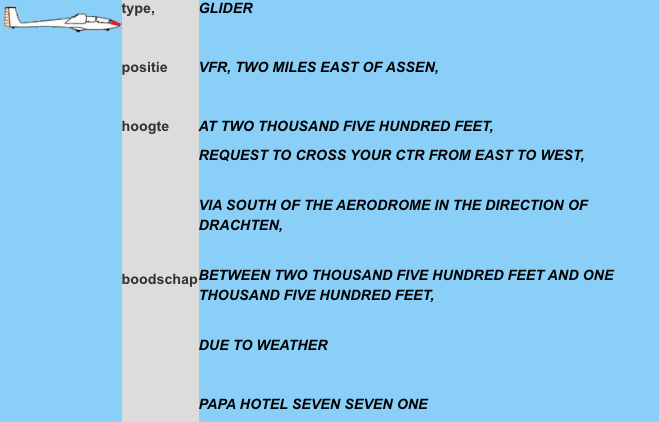 type, GLIDER
positie VFR, TWO MILES EAST OF ASSEN,
hoogte AT TWO THOUSAND FIVE HUNDRED FEET,
REQUEST TO CROSS YOUR CTR FROM EAST TO WEST,
VIA SOUTH OF THE AERODROME IN THE DIRECTION OF
DRACHTEN,
boodschap BETWEEN TWO THOUSAND FIVE HUNDRED FEET AND ONE
THOUSAND FIVE HUNDRED FEET,
DUE TO WEATHER
PAPA HOTEL SEVEN SEVEN ONE